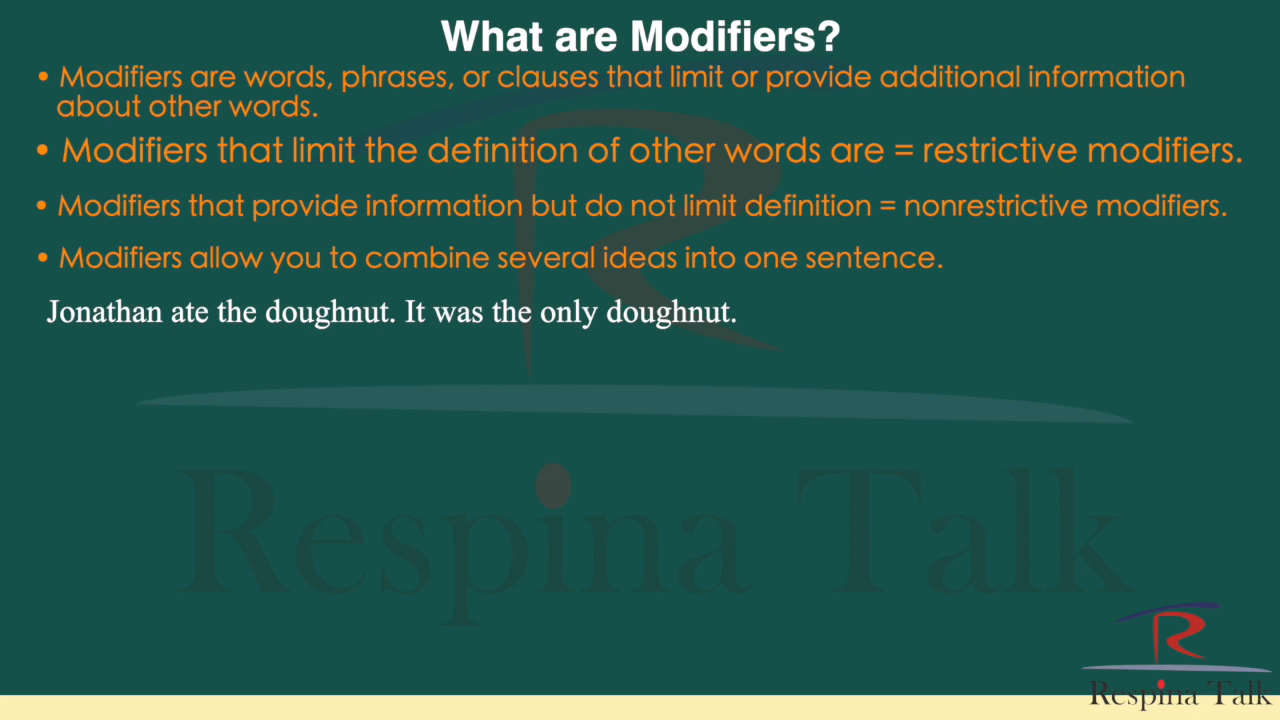 What are Modifiers?
• Modifiers are words, phrases, or clauses that limit or provide additional information
about other words.
• Modifiers that limit the definition of other words are = restrictive modifiers.
• Modifiers that provide information but do not limit definition = nonrestrictive modifiers.
• Modifiers allow you to combine several ideas into one sentence.
Jonathan ate the doughnut. It was the only doughnut.
Respina Talk
Respina Talk